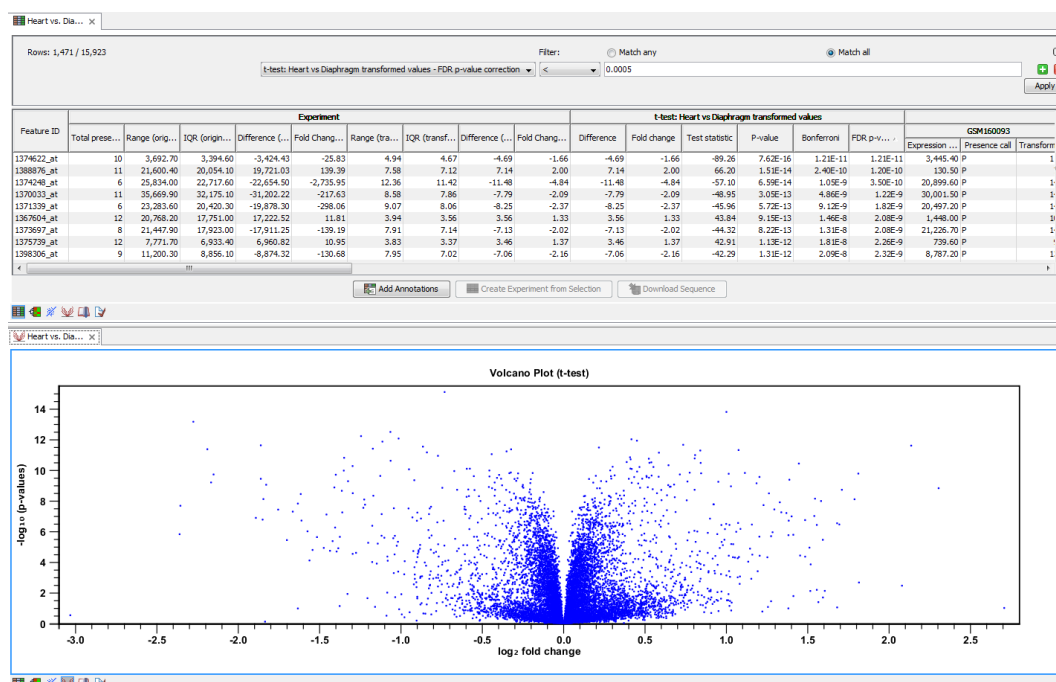 Heart vs. Dia...
Rows: 1,471 / 15,923 Filter: Match any Match all
t-test: Heart vs Diaphragm transformed values - FDR p-value correction < 0.0005
Apply
Feature ID Experiment t-test: Heart vs Diaphragm transformed values GSM160093
Total prese... Range (orig... IQR (origin... Difference (... Fold Chang... Range (tra... IQR (transf... Difference (... Fold Chang... Difference Fold change Test statistic P-value Bonferroni FDR p-v... Expression ... Presence call Transform
1374622_at 10 3,692.70 3,394.60 -3,424.43 -25.83 4.94 4.67 -4.69 -1.66 -4.69 -1.66 -89.26 7.62E-16 1.21E-11 1.21E-11 3,445.40 P
1388876_at 11 21,600.40 20,054.10 19,721.03 139.39 7.58 7.12 7.14 2.00 7.14 2.00 66.20 1.51E-14 2.40E-10 1.20E-10 130.50 P
1374248_at 6 25,834.00 22,717.60 -22,654.50 -2,735.95 12.36 11.42 -11.48 -4.84 -11.48 -4.84 -57.10 6.59E-14 1.05E-9 3.50E-10 20,899.60 P
1370033_at 11 35,669.90 32,175.10 -31,202.22 -217.63 8.58 7.86 -7.79 -2.09 -7.79 -2.09 -48.95 3.05E-13 4.86E-9 1.22E-9 30,001.50 P
1371339_at 6 23,283.60 20,420.30 -19,878.30 -298.06 9.07 8.06 -8.25 -2.37 -8.25 -2.37 -45.96 5.72E-13 9.12E-9 1.82E-9 20,497.20 P
1367604_at 12 20,768.20 17,751.00 17,222.52 11.81 3.94 3.56 3.56 1.33 3.56 1.33 43.84 9.15E-13 1.46E-8 2.08E-9 1,448.00 P
1373697_at 8 21,447.90 17,923.00 -17,911.25 -139.19 7.91 7.14 -7.13 -2.02 -7.13 -2.02 -44.32 8.22E-13 1.31E-8 2.08E-9 21,226.70 P
1375739_at 12 7,771.70 6,933.40 6,960.82 10.95 3.83 3.37 3.46 1.37 3.46 1.37 42.91 1.13E-12 1.81E-8 2.26E-9 739.60 P
1398306_at 9 11,200.30 8,856.10 -8,874.32 -130.68 7.95 7.02 -7.06 -2.16 -7.06 -2.16 -42.29 1.31E-12 2.09E-8 2.32E-9 8,787.20 P
Add Annotations Create Experiment from Selection Download Sequence
Heart vs. Dia...
Volcano Plot (t-test)
14
12
10
8
6
4
2
0
-log10 (p-values)
-3.0 -2.5 -2.0 -1.5 -1.0 -0.5 0.0 0.5 1.0 1.5 2.0 2.5
log2 fold change